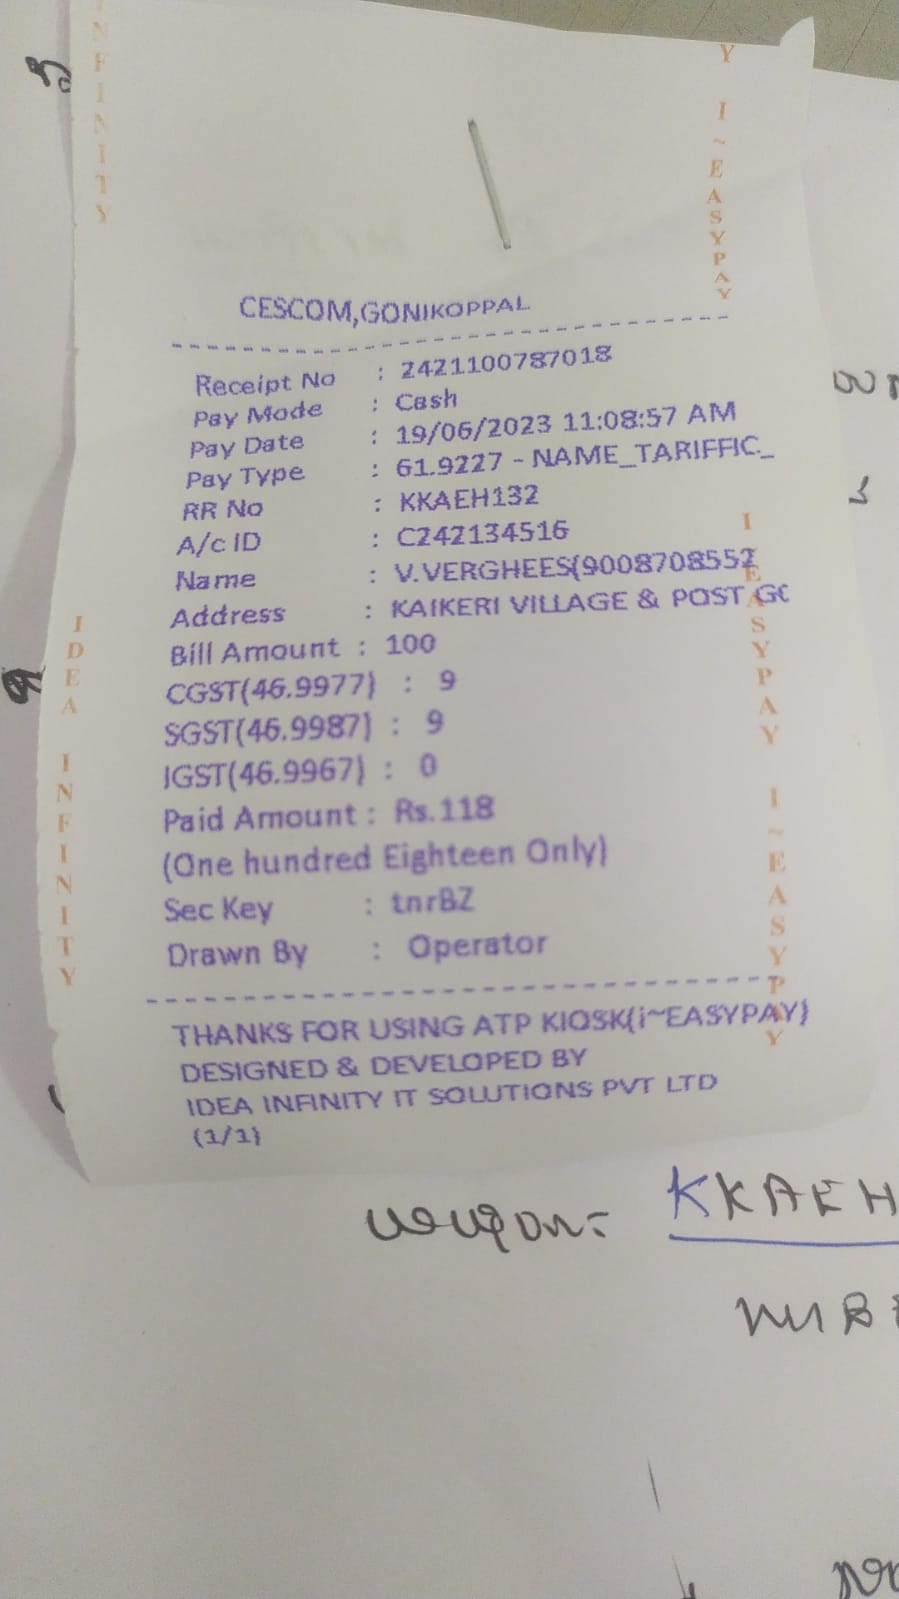 CESCOM,GONIKOPPAL
Receipt No : 2421100787018
Pay Mode : Cash
Pay Date : 19/06/2023 11:08:57 AM
Pay Type : 61.9227 - NAME_TARIFFIC_
RR No : KKAEH132
A/c ID : C242134516
Name : V.VERGHEES(9008708552
Address : KAIKERI VILLAGE & POST GO
Bill Amount : 100
CGST(46.9977) : 9
SGST(46.9987) : 9
IGST(46.9967) : 0
Paid Amount : Rs.118
(One hundred Eighteen Only)
Sec Key : tnrBZ
Drawn By : Operator
THANKS FOR USING ATP KIOSK(i~EASYPAY)
DESIGNED & DEVELOPED BY
IDEA INFINITY IT SOLUTIONS PVT LTD
(1/1)
INFINITY
Y I~EASYPAY
IDEA INFINITY
I EASYPAY I~EASYPAY
KKAEH